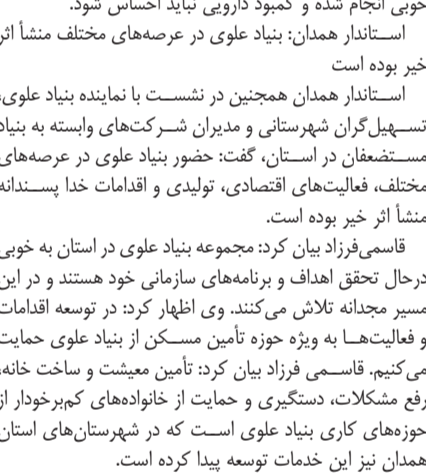 خوبی انجام شده و کمبود دارویی نباید احساس شود.
استاندار همدان: بنیاد علوی در عرصه‌های مختلف منشأ اثر
خیر بوده است
استاندار همدان همچنین در نشست با نماینده بنیاد علوی،
تسهیل‌گران شهرستانی و مدیران شرکت‌های وابسته به بنیاد
مستضعفان در استان، گفت: حضور بنیاد علوی در عرصه‌های
مختلف، فعالیت‌های اقتصادی، تولیدی و اقدامات خدا پسندانه
منشأ اثر خیر بوده است.
قاسمی‌فرزاد بیان کرد: مجموعه بنیاد علوی در استان به خوبی
درحال تحقق اهداف و برنامه‌های سازمانی خود هستند و در این
مسیر مجدانه تلاش می‌کنند. وی اظهار کرد: در توسعه اقدامات
و فعالیت‌ها به ویژه حوزه تأمین مسکن از بنیاد علوی حمایت
می‌کنیم. قاسمی فرزاد بیان کرد: تأمین معیشت و ساخت خانه،
رفع مشکلات، دستگیری و حمایت از خانواده‌های کم‌برخودار از
حوزه‌های کاری بنیاد علوی است که در شهرستان‌های استان
همدان نیز این خدمات توسعه پیدا کرده است.